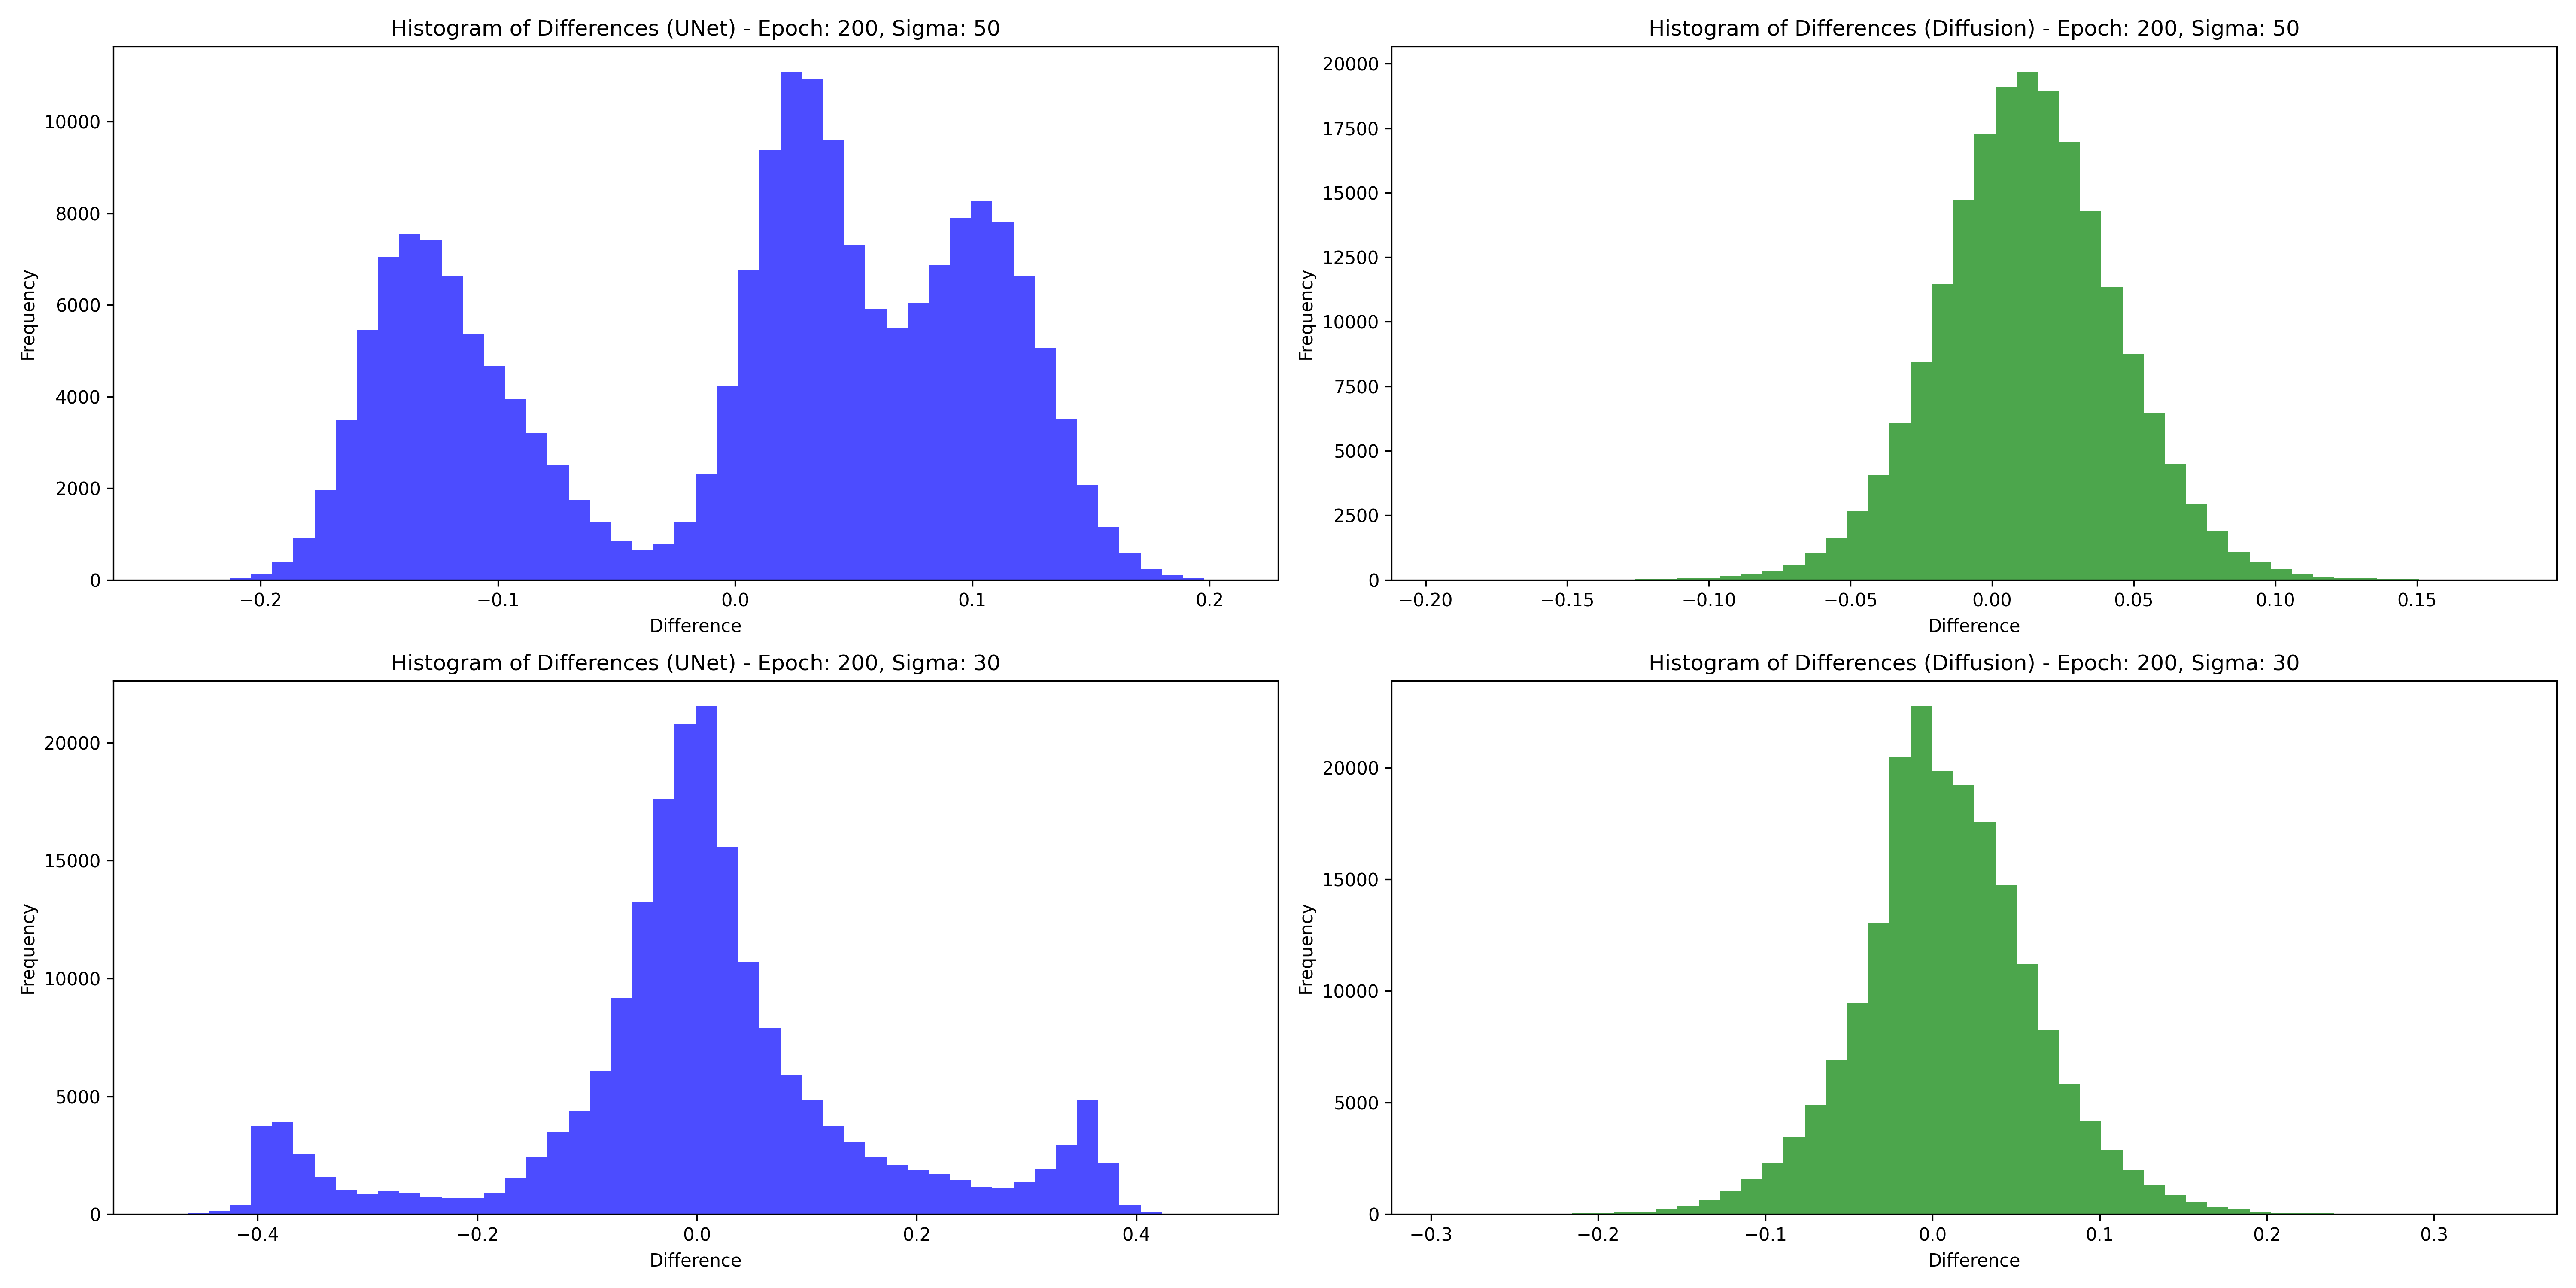 Histogram of Differences (UNet) - Epoch: 200, Sigma: 50
Frequency
10000
8000
6000
4000
2000
0
−0.2 −0.1 0.0 0.1 0.2
Difference
Histogram of Differences (Diffusion) - Epoch: 200, Sigma: 50
Frequency
20000
17500
15000
12500
10000
7500
5000
2500
0
−0.20 −0.15 −0.10 −0.05 0.00 0.05 0.10 0.15
Difference
Histogram of Differences (UNet) - Epoch: 200, Sigma: 30
Frequency
20000
15000
10000
5000
0
−0.4 −0.2 0.0 0.2 0.4
Difference
Histogram of Differences (Diffusion) - Epoch: 200, Sigma: 30
Frequency
20000
15000
10000
5000
0
−0.3 −0.2 −0.1 0.0 0.1 0.2 0.3
Difference